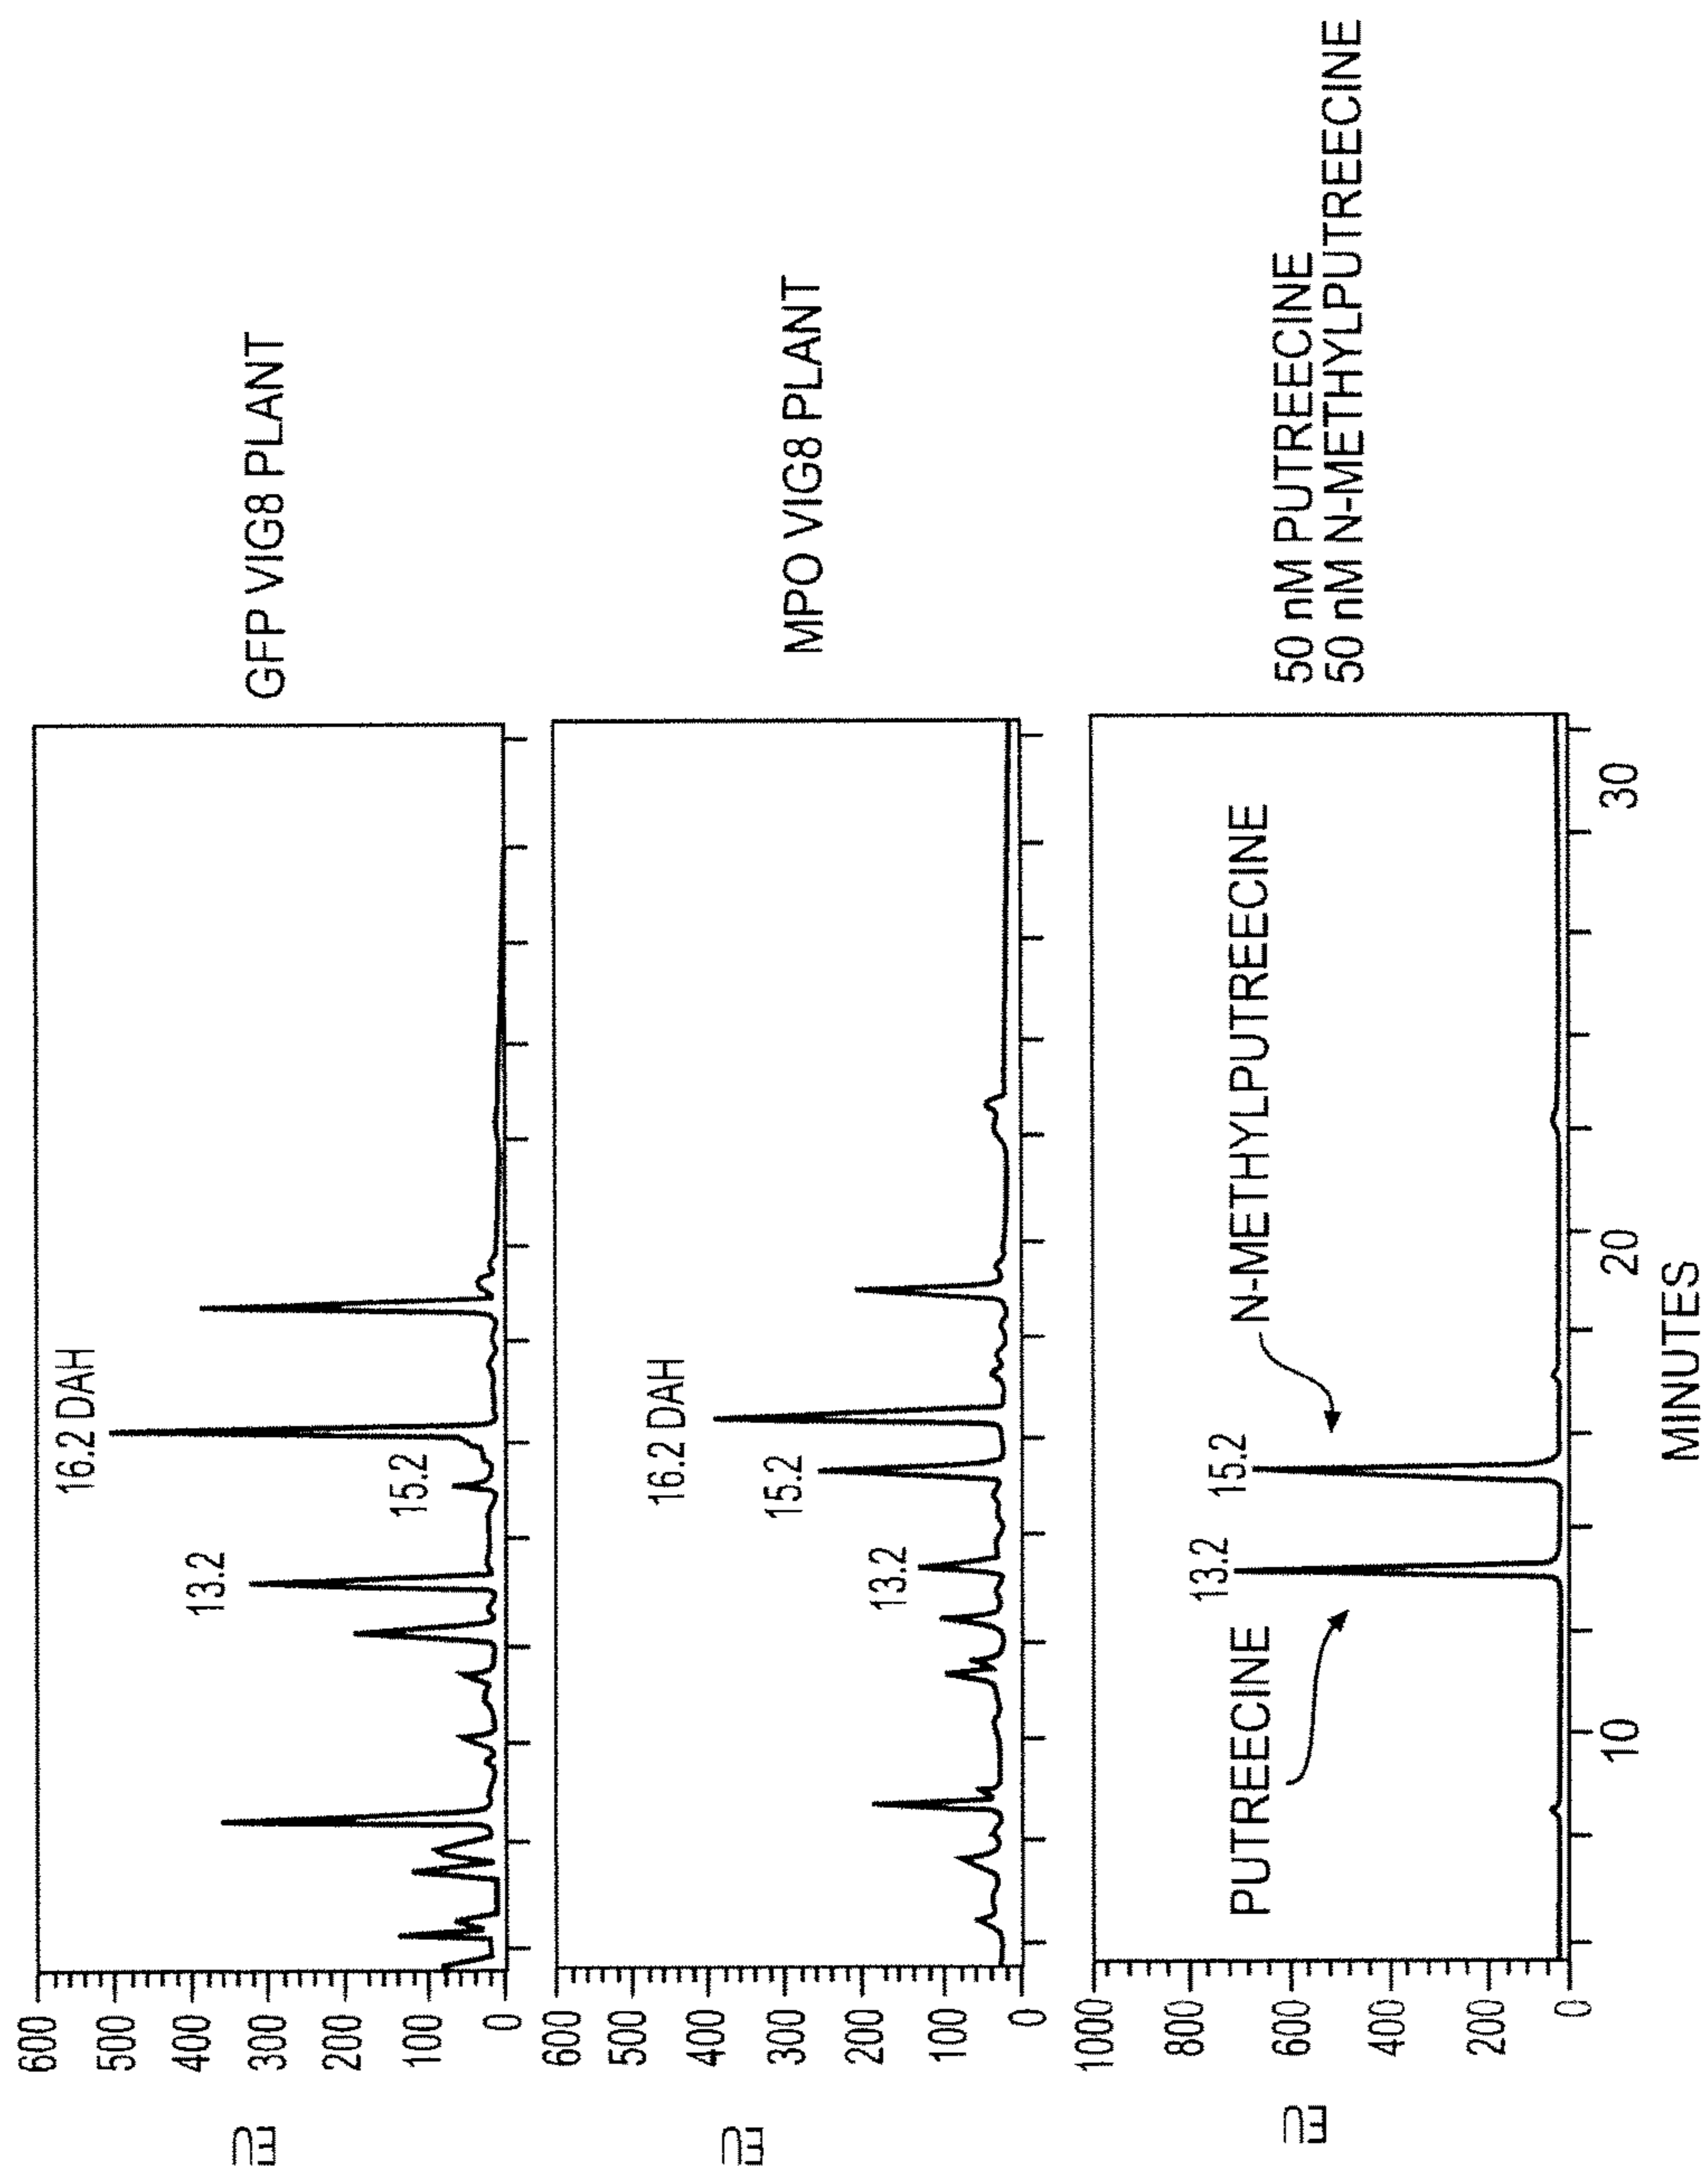 600
500
400
300
200
100
0
EU
16.2 DAH
13.2
15.2
GFP VIG8 PLANT
600
500
400
300
200
100
0
EU
16.2 DAH
15.2
13.2
MPO VIG8 PLANT
1000
800
600
400
200
0
EU
PUTREECINE
13.2
15.2
N-METHYLPUTREECINE
50 nM PUTREECINE
50 nM N-METHYLPUTREECINE
10
20
30
MINUTES